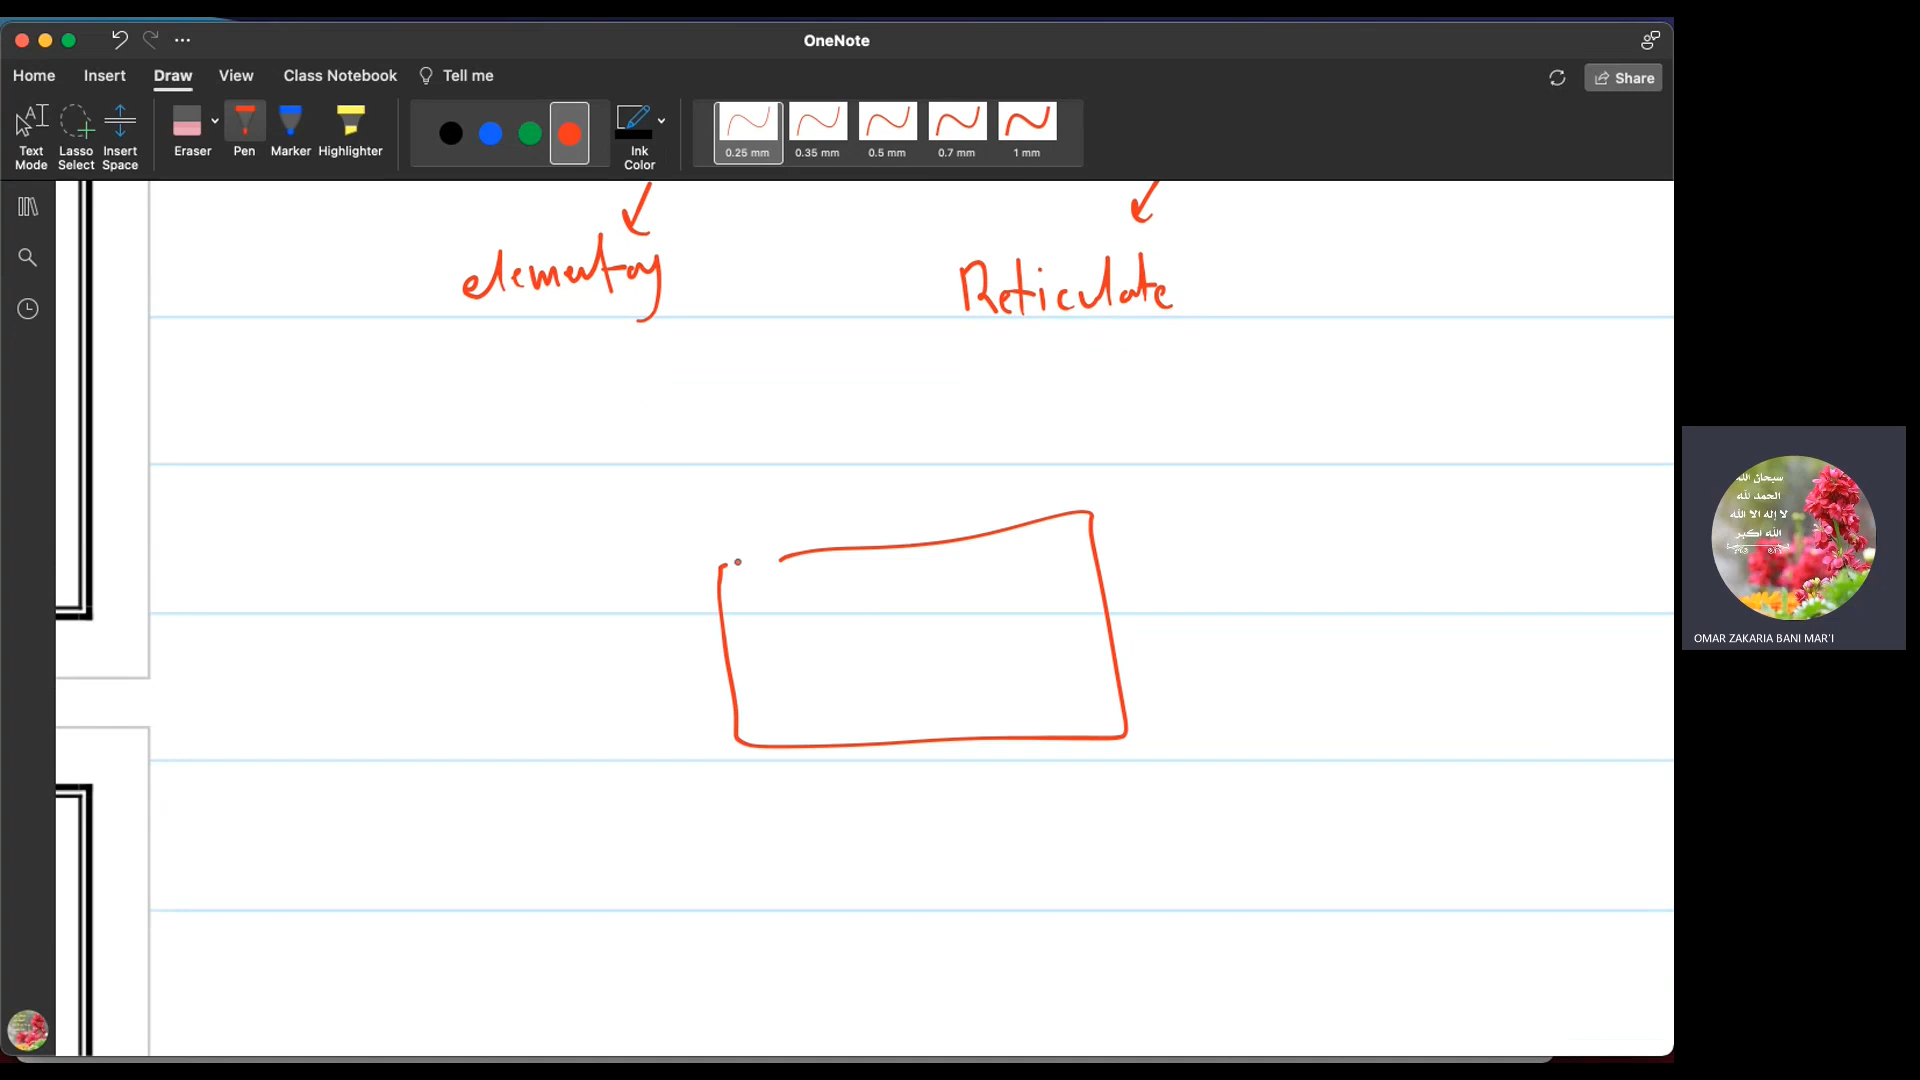 OneNote
Home Insert Draw View Class Notebook Tell me
Share
Text Mode
Lasso Select
Insert Space
Eraser
Pen
Marker
Highlighter
Ink Color
0.25 mm
0.35 mm
0.5 mm
0.7 mm
1 mm
elementary
Reticulate
سبحان الله
الحمد لله
لا إله الا الله
الله اكبر
OMAR ZAKARIA BANI MAR'I